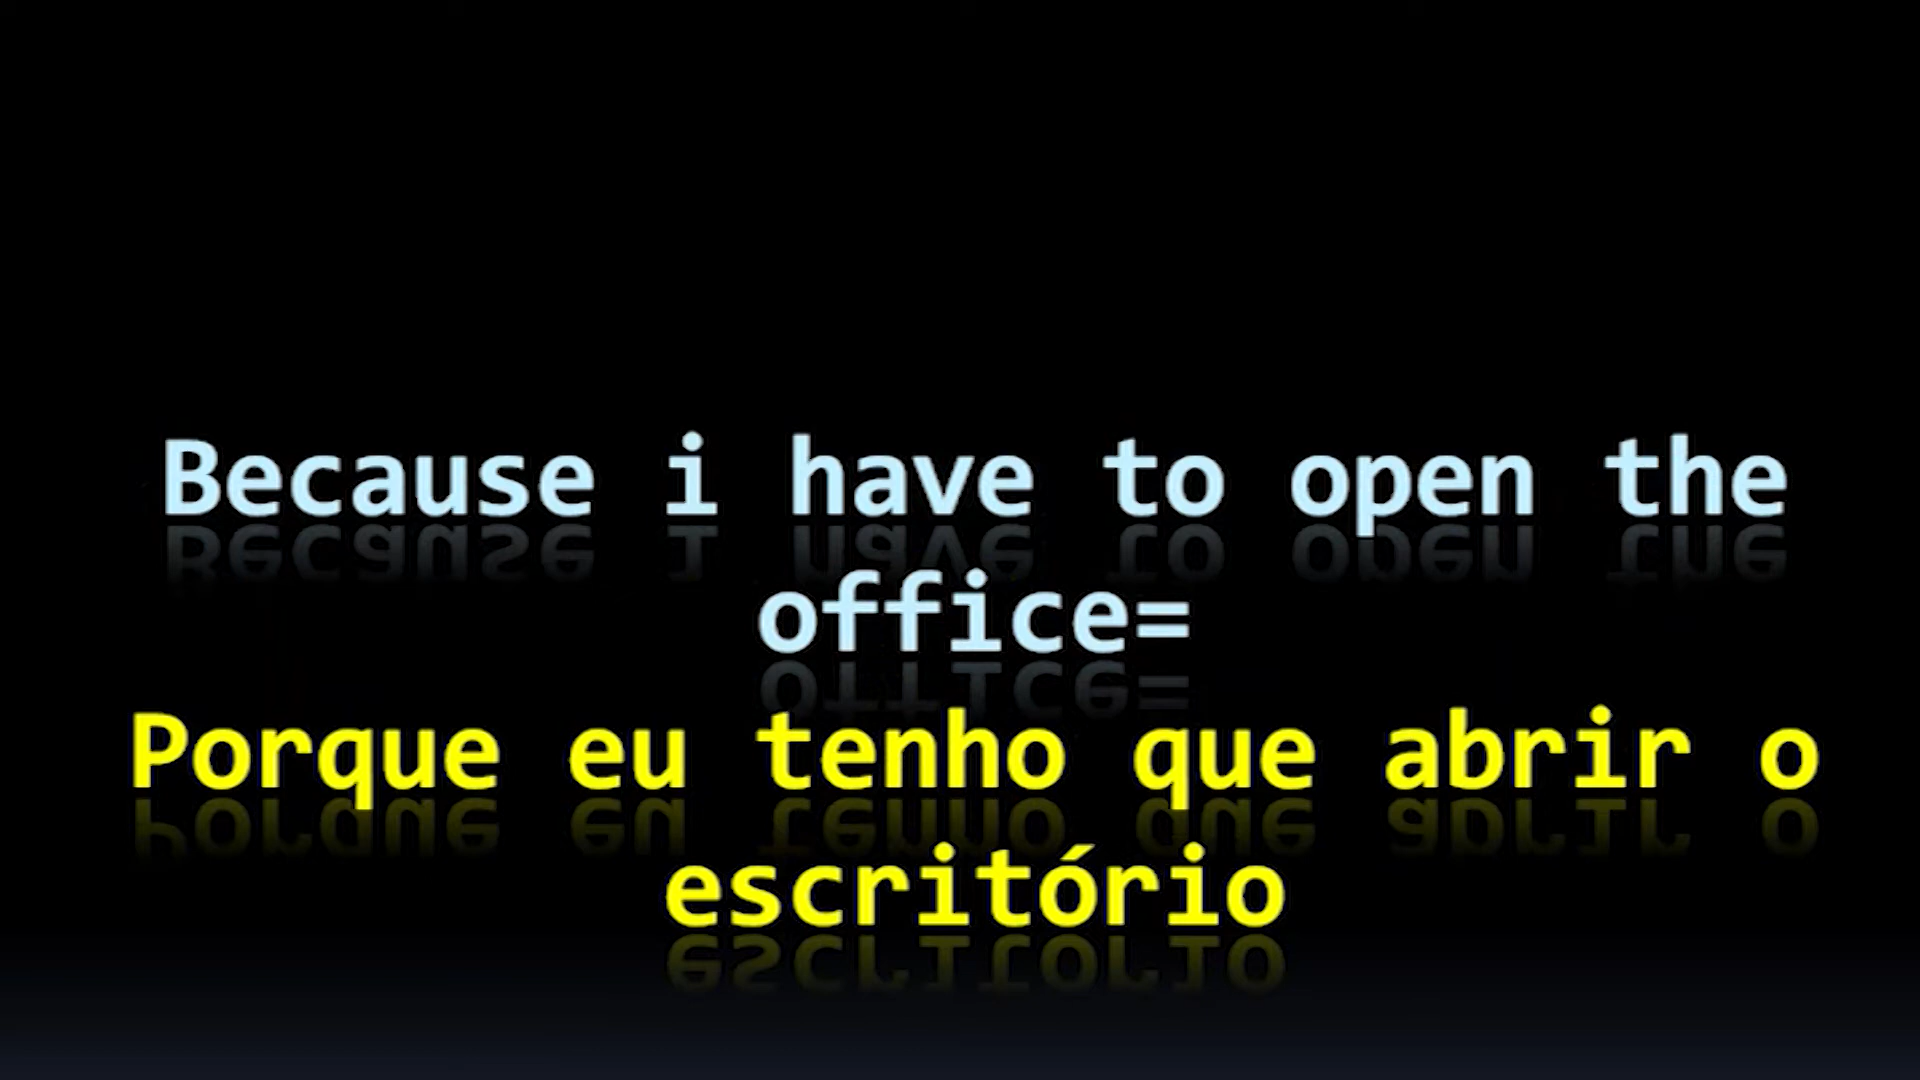 Because i have to open the
office=
Porque eu tenho que abrir o
escritório